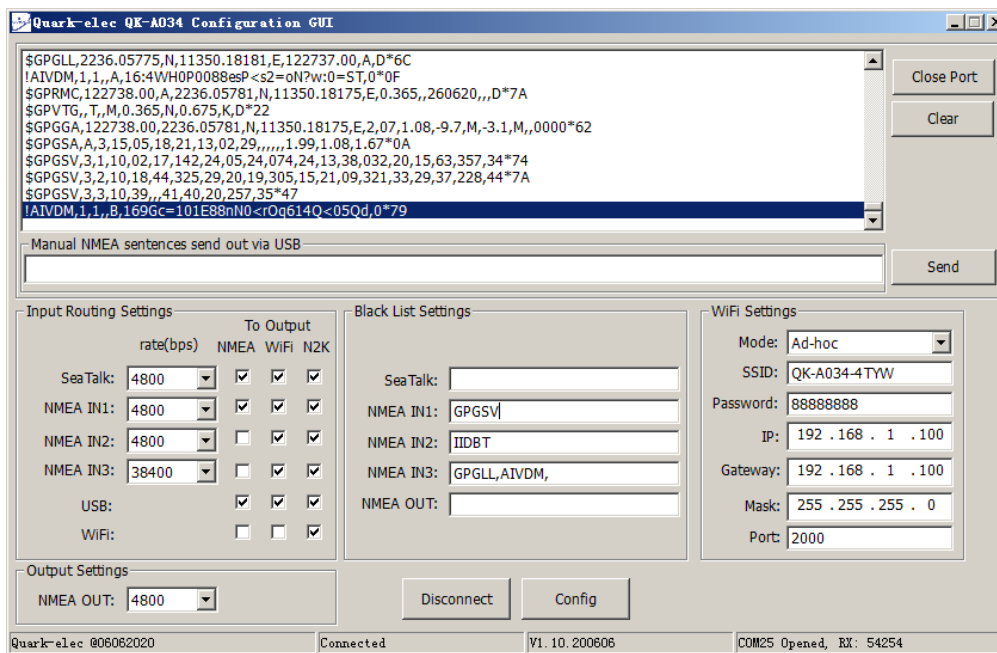 Quark-elec QK-A034 Configuration GUI
$GPGLL,2236.05775,N,11350.18181,E,122737.00,A,D*6C
!AIVDM,1,1,,A,16:4WH0P0088esP<s2=oN?w:0=ST,0*0F
$GPRMC,122738.00,A,2236.05781,N,11350.18175,E,0.365,,260620,,,D*7A
$GPVTG,,T,,M,0.365,N,0.675,K,D*22
$GPGGA,122738.00,2236.05781,N,11350.18175,E,2,07,1.08,-9.7,M,-3.1,M,,0000*62
$GPGSA,A,3,15,05,18,21,13,02,29,,,,,,1.99,1.08,1.67*0A
$GPGSV,3,1,10,02,17,142,24,05,24,074,24,13,38,032,20,15,63,357,34*74
$GPGSV,3,2,10,18,44,325,29,20,19,305,15,21,09,321,33,29,37,228,44*7A
$GPGSV,3,3,10,39,,,41,40,20,257,35*47
!AIVDM,1,1,,B,169Gc=101E88nN0<rOq614Q<05Qd,0*79
Close Port
Clear
Manual NMEA sentences send out via USB
Send
Input Routing Settings
To Output
rate(bps) NMEA WiFi N2K
SeaTalk: 4800
NMEA IN1: 4800
NMEA IN2: 4800
NMEA IN3: 38400
USB:
WiFi:
Output Settings
NMEA OUT: 4800
Black List Settings
SeaTalk:
NMEA IN1: GPGSV
NMEA IN2: IIDBT
NMEA IN3: GPGLL,AIVDM,
NMEA OUT:
Disconnect Config
WiFi Settings
Mode: Ad-hoc
SSID: QK-A034-4TYW
Password: 88888888
IP: 192 .168 . 1 .100
Gateway: 192 .168 . 1 .100
Mask: 255 .255 .255 . 0
Port: 2000
Quark-elec @06062020 Connected V1.10.200606 COM25 Opened, RX: 54254